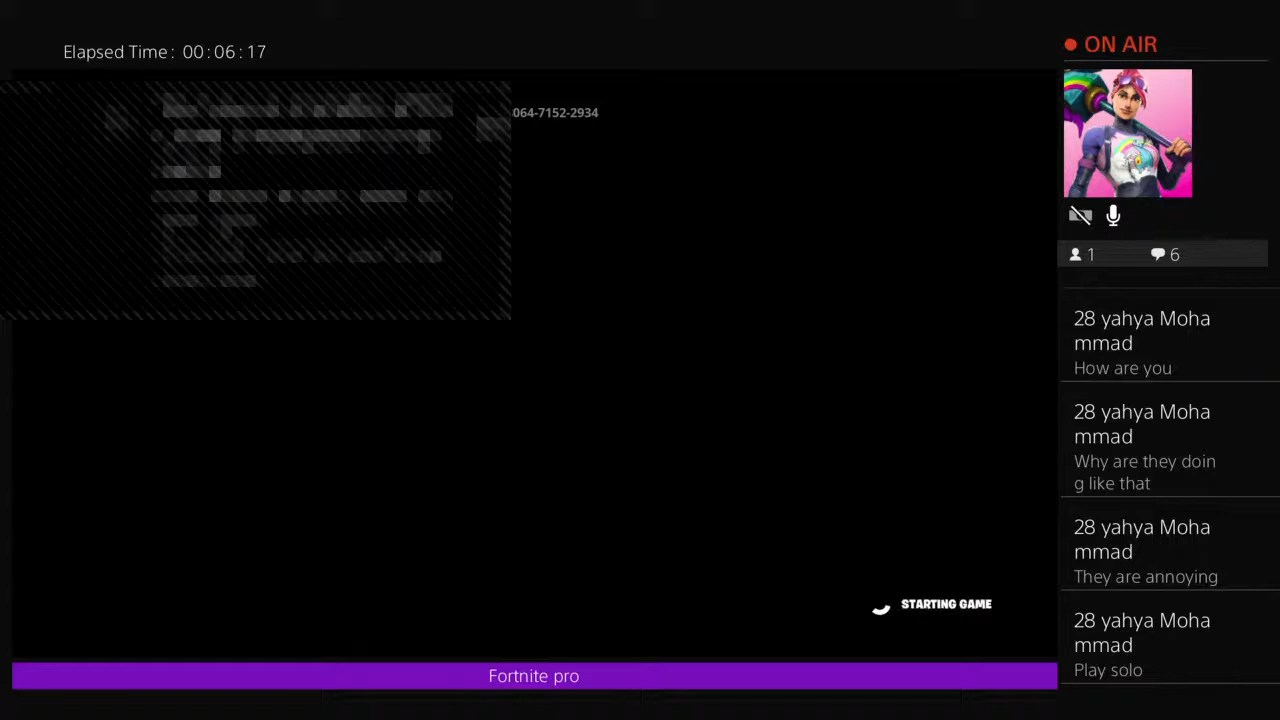 Elapsed Time: 00:06:17
ON AIR
064-7152-2934
1 6
28 yahya Moha
mmad
How are you
28 yahya Moha
mmad
Why are they doin
g like that
28 yahya Moha
mmad
They are annoying
28 yahya Moha
mmad
Play solo
STARTING GAME
Fortnite pro